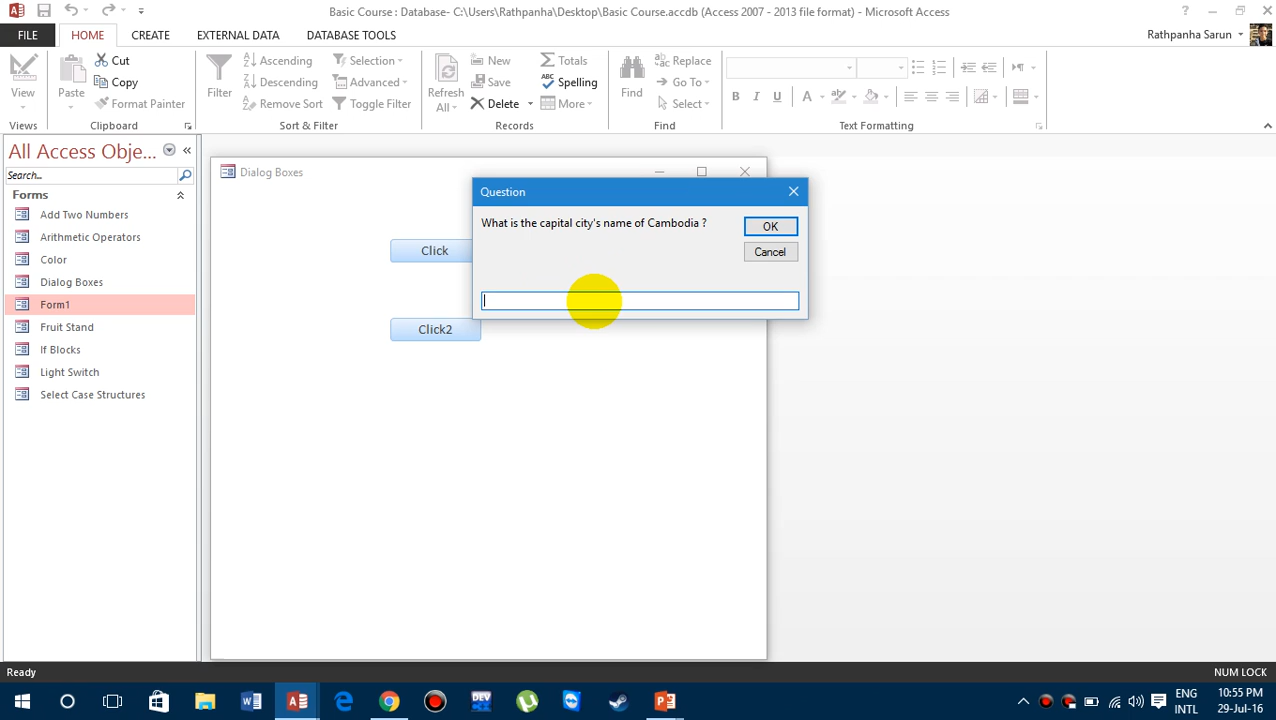 Basic Course : Database- C:\Users\Rathpanha\Desktop\Basic Course.accdb (Access 2007 - 2013 file format) - Microsoft Access
FILE HOME CREATE EXTERNAL DATA DATABASE TOOLS Rathpanha Sarun
View
Views
Paste
Cut
Copy
Format Painter
Clipboard
Filter
Ascending
Descending
Remove Sort
Selection
Advanced
Toggle Filter
Sort & Filter
Refresh
All
New
Save
Delete
Totals
Spelling
More
Records
Find
Replace
Go To
Select
Find
B I U A
Text Formatting
All Access Obje...
Search...
Forms
Add Two Numbers
Arithmetic Operators
Color
Dialog Boxes
Form1
Fruit Stand
If Blocks
Light Switch
Select Case Structures
Dialog Boxes
Click
Click2
Question
What is the capital city's name of Cambodia ?
OK
Cancel
Ready
NUM LOCK
DEV
ENG
INTL
10:55 PM
29-Jul-16